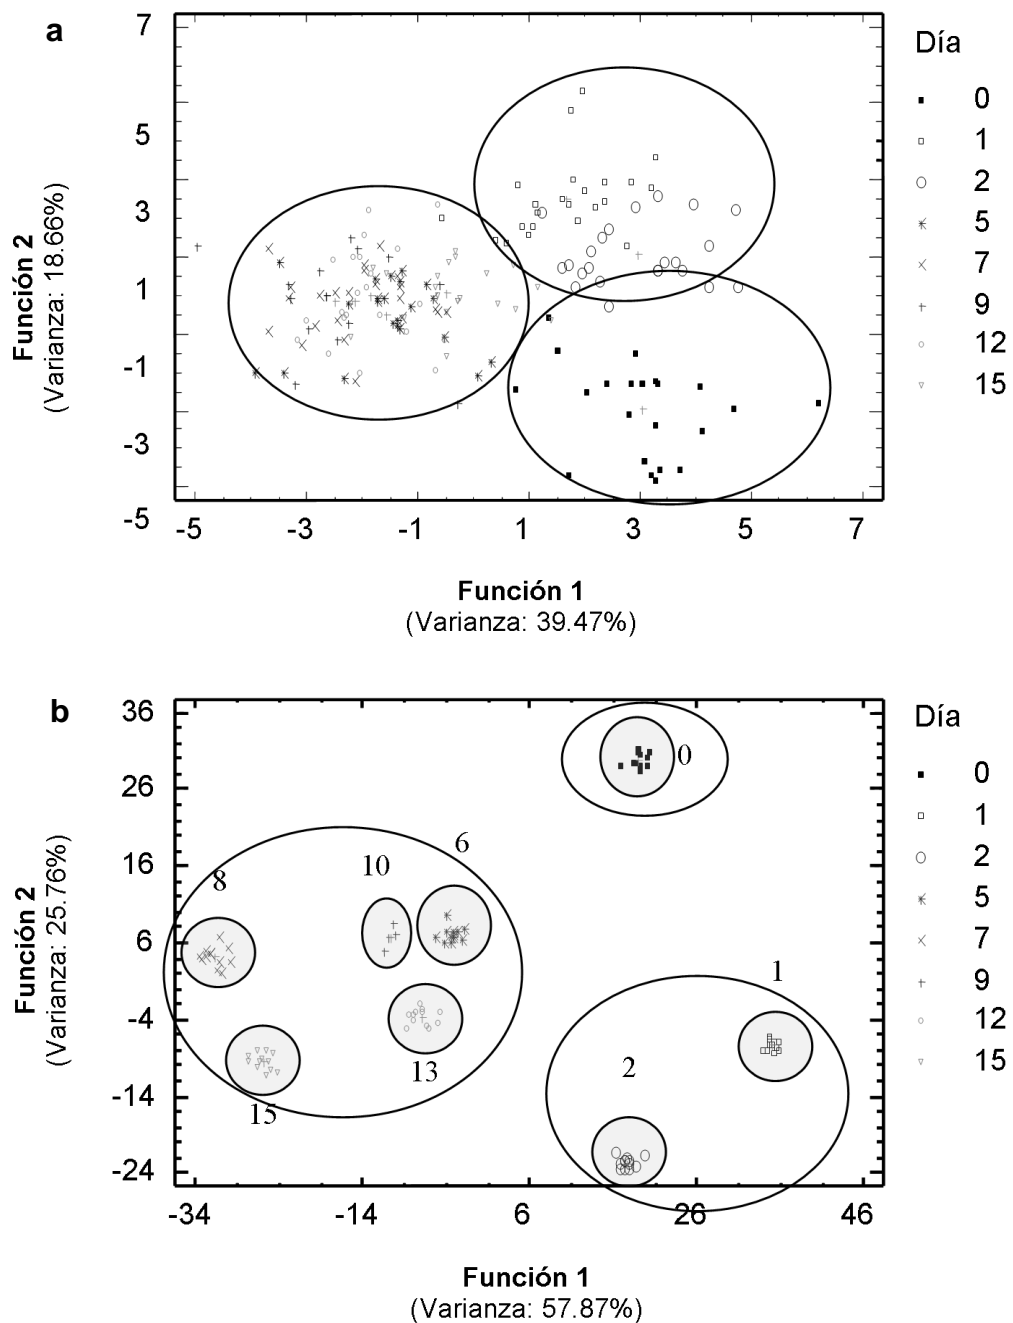 a
Día
0
1
2
5
7
9
12
15
7
5
3
1
-1
-3
-5
Función 2
(Varianza: 18.66%)
-5 -3 -1 1 3 5 7
Función 1
(Varianza: 39.47%)
b
Día
0
1
2
5
7
9
12
15
36
26
16
6
-4
-14
-24
Función 2
(Varianza: 25.76%)
0
6
10
8
1
2
13
15
-34 -14 6 26 46
Función 1
(Varianza: 57.87%)